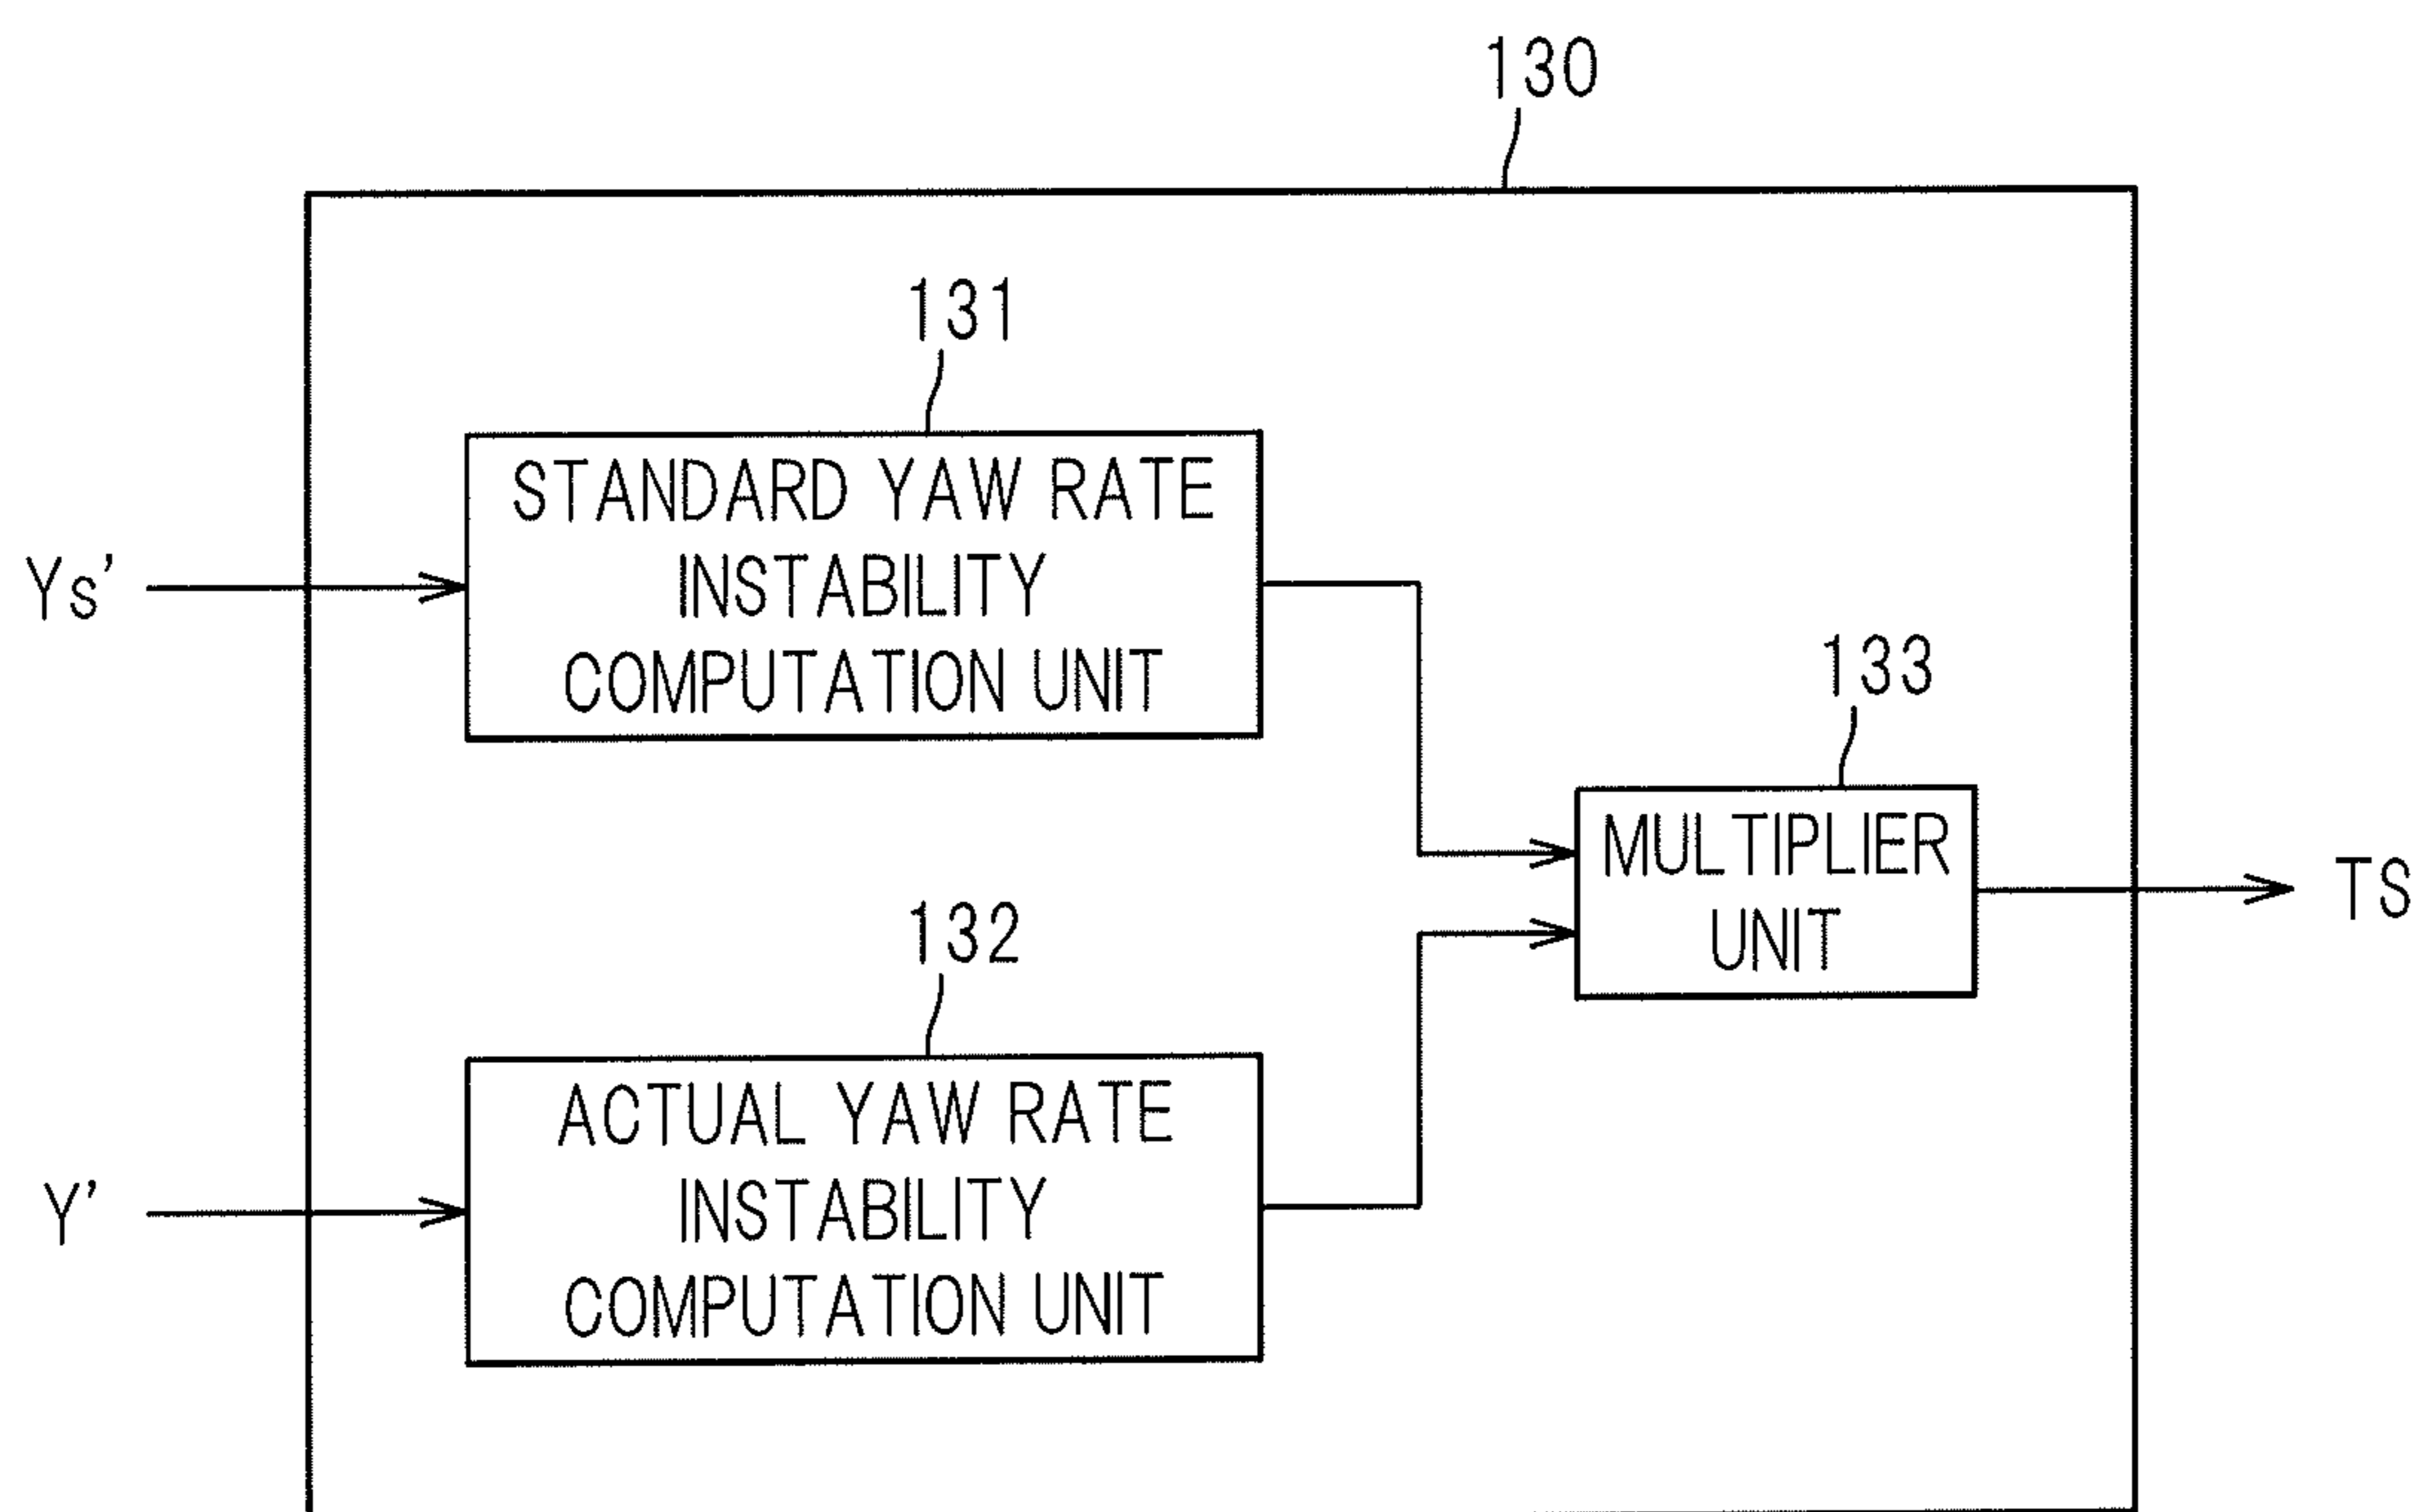 130
131
STANDARD YAW RATE
INSTABILITY
COMPUTATION UNIT
Ys’
133
MULTIPLIER
UNIT
TS
132
ACTUAL YAW RATE
INSTABILITY
COMPUTATION UNIT
Y’